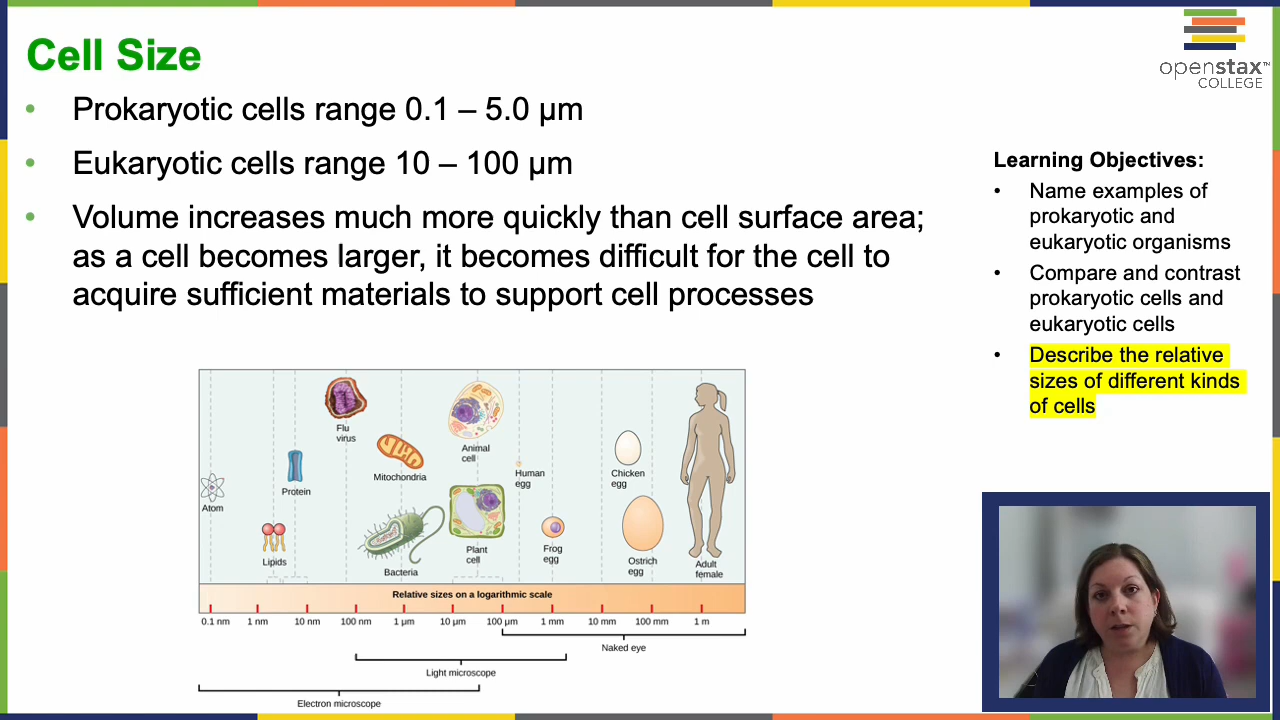 Cell Size
• Prokaryotic cells range 0.1 – 5.0 µm
• Eukaryotic cells range 10 – 100 µm
• Volume increases much more quickly than cell surface area;
as a cell becomes larger, it becomes difficult for the cell to
acquire sufficient materials to support cell processes
openstax™
COLLEGE
Learning Objectives:
• Name examples of
prokaryotic and
eukaryotic organisms
• Compare and contrast
prokaryotic cells and
eukaryotic cells
• Describe the relative
sizes of different kinds
of cells
Atom
Lipids
Protein
Flu
virus
Mitochondria
Bacteria
Animal
cell
Plant
cell
Human
egg
Frog
egg
Chicken
egg
Ostrich
egg
Adult
female
Relative sizes on a logarithmic scale
0.1 nm 1 nm 10 nm 100 nm 1 µm 10 µm 100 µm 1 mm 10 mm 100 mm 1 m
Naked eye
Light microscope
Electron microscope